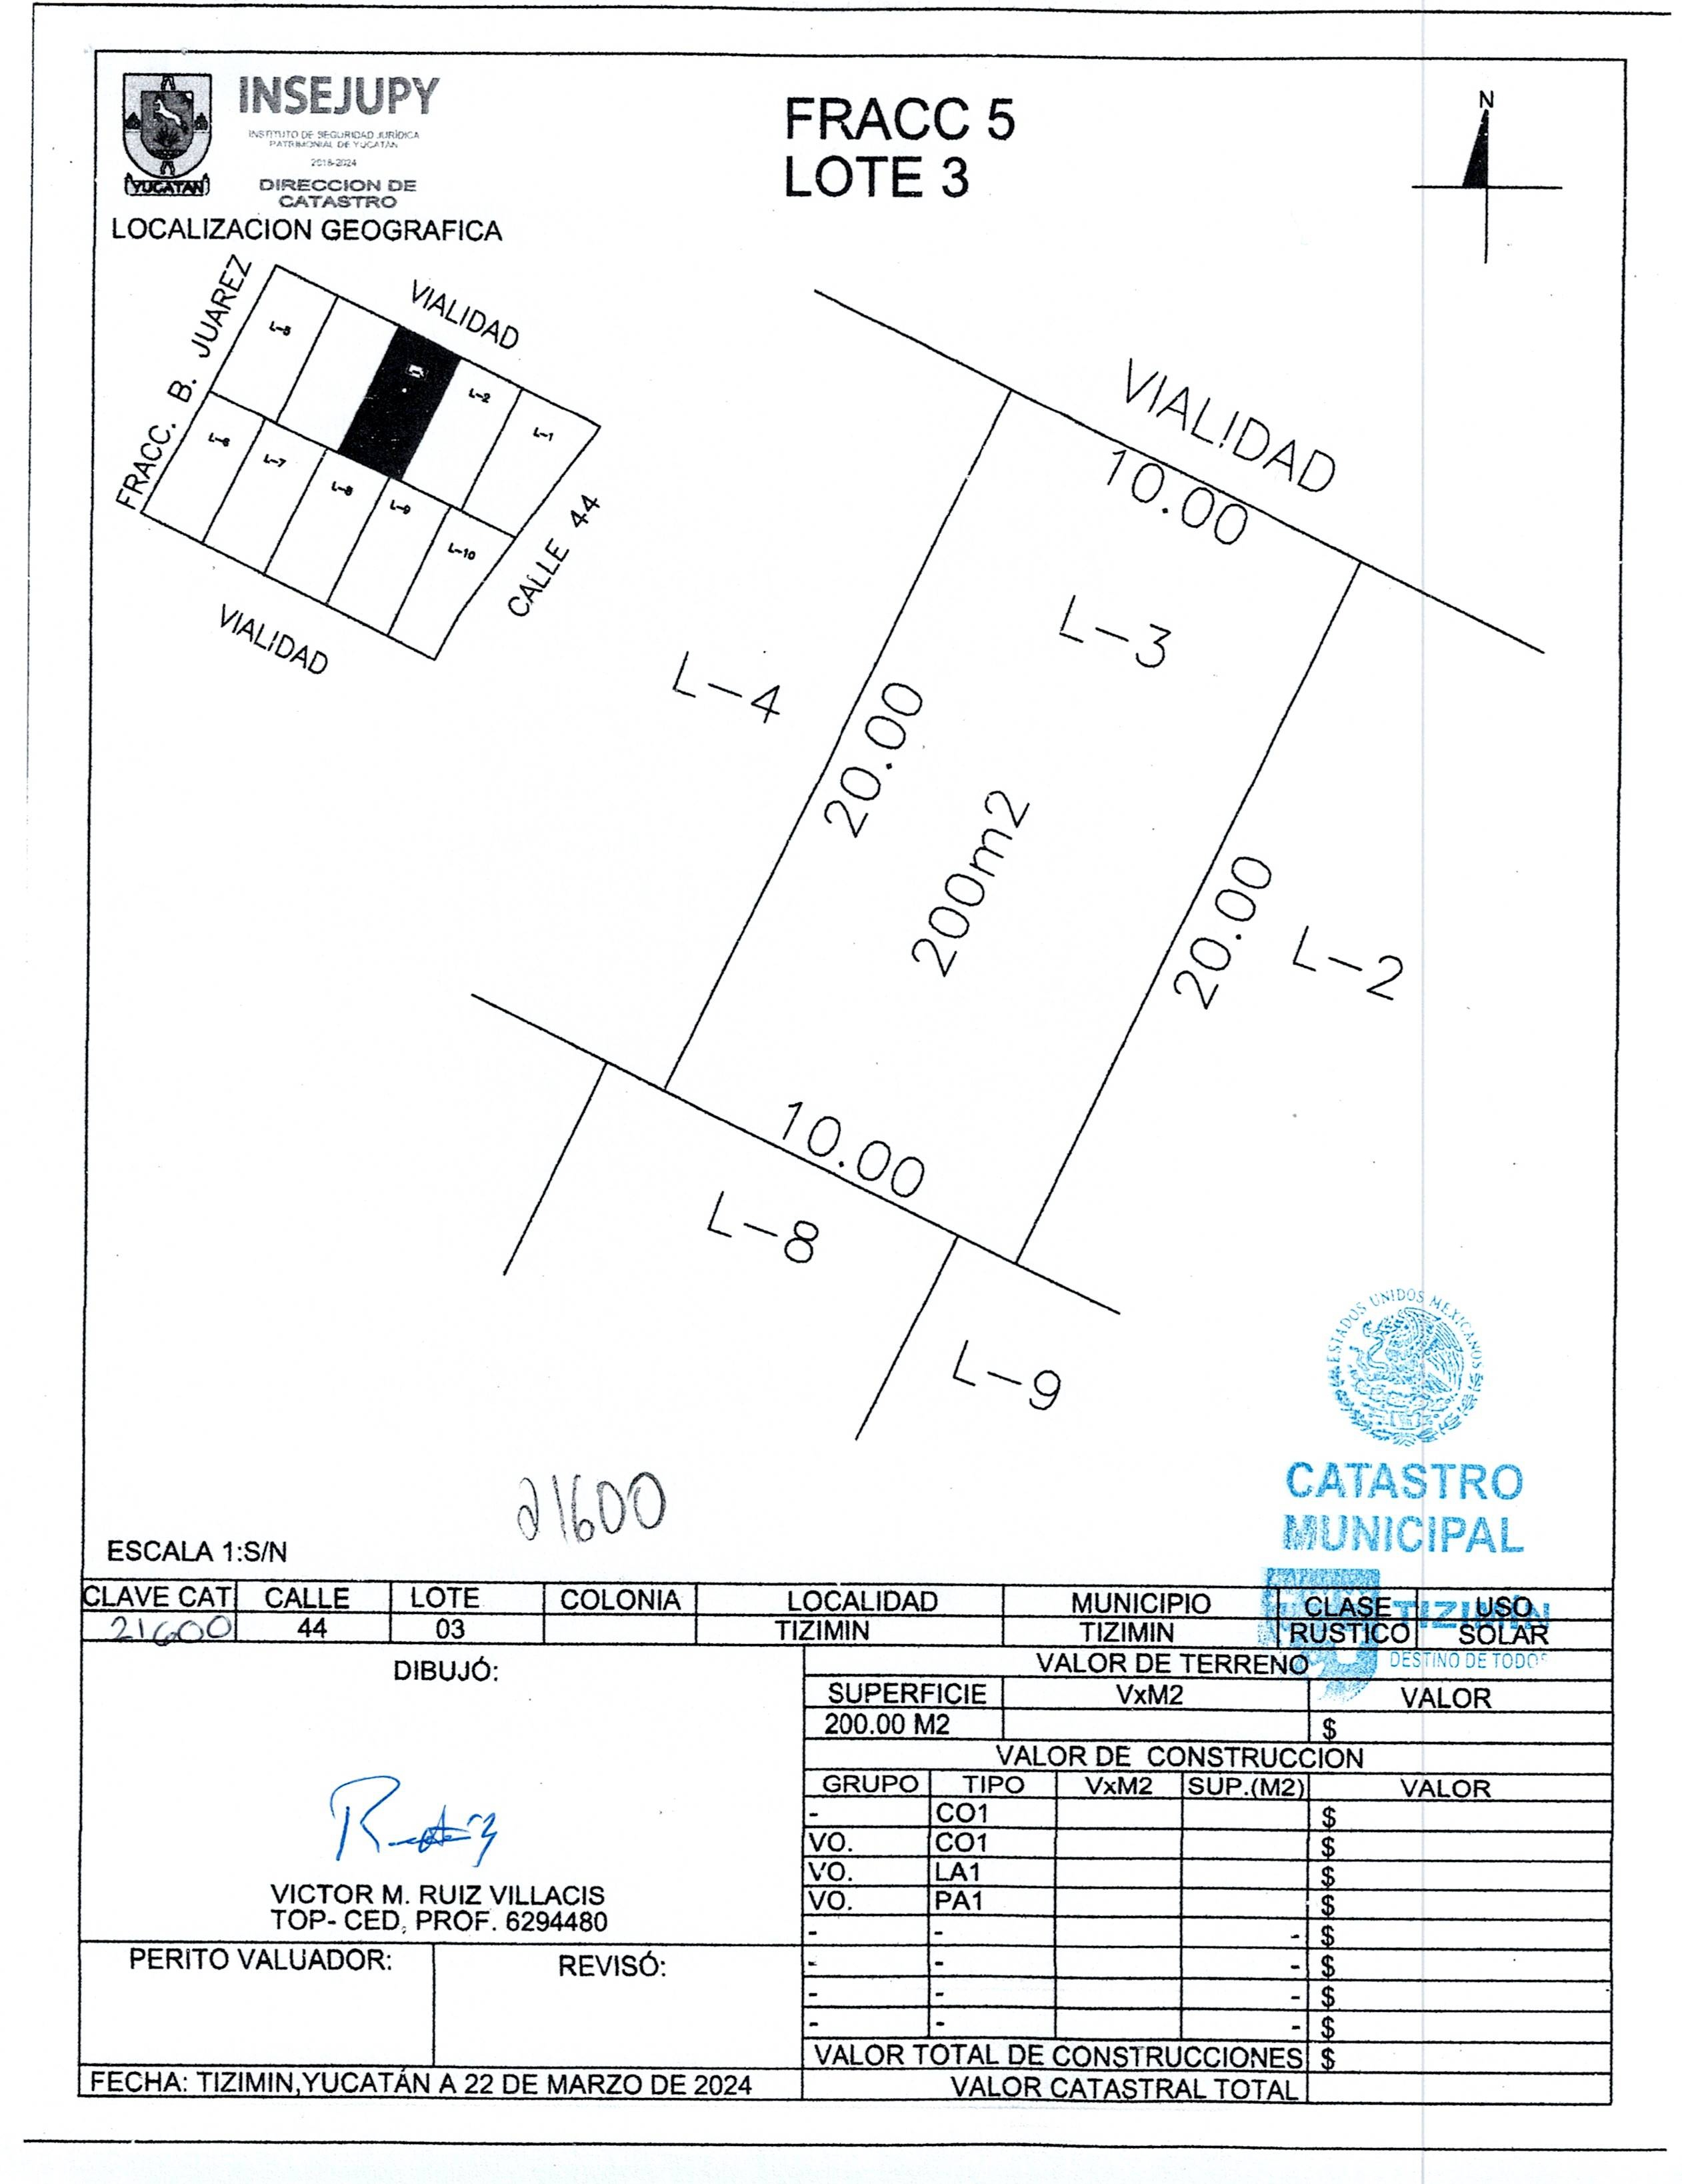 INSEJUPY
INSTITUTO DE SEGURIDAD JURÍDICA
PATRIMONIAL DE YUCATÁN
2018-2024
DIRECCION DE
CATASTRO
YUCATAN
LOCALIZACION GEOGRAFICA
FRACC 5
LOTE 3
N
FRACC. B. JUAREZ
VIALIDAD
CALLE 44
VIALIDAD
L-5
L-2
L-1
L-6
L-7
L-8
L-9
L-10
VIALIDAD
10.00
L-3
L-4
20.00
200m2
20.00
L-2
10.00
L-8
L-9
ESTADOS UNIDOS MEXICANOS
CATASTRO
MUNICIPAL
TIZIMIN
DESTINO DE TODOS
21600
ESCALA 1:S/N
CLAVE CAT CALLE LOTE COLONIA LOCALIDAD MUNICIPIO CLASE USO
21600 44 03 TIZIMIN TIZIMIN RUSTICO SOLAR
DIBUJÓ:
VICTOR M. RUIZ VILLACIS
TOP- CED. PROF. 6294480
PERITO VALUADOR: REVISÓ:
FECHA: TIZIMIN,YUCATÁN A 22 DE MARZO DE 2024
VALOR DE TERRENO
SUPERFICIE VxM2 VALOR
200.00 M2 $
VALOR DE CONSTRUCCION
GRUPO TIPO VxM2 SUP.(M2) VALOR
- CO1 $
VO. CO1 $
VO. LA1 $
VO. PA1 $
- - - $
- - - $
- - - $
- - - $
VALOR TOTAL DE CONSTRUCCIONES $
VALOR CATASTRAL TOTAL